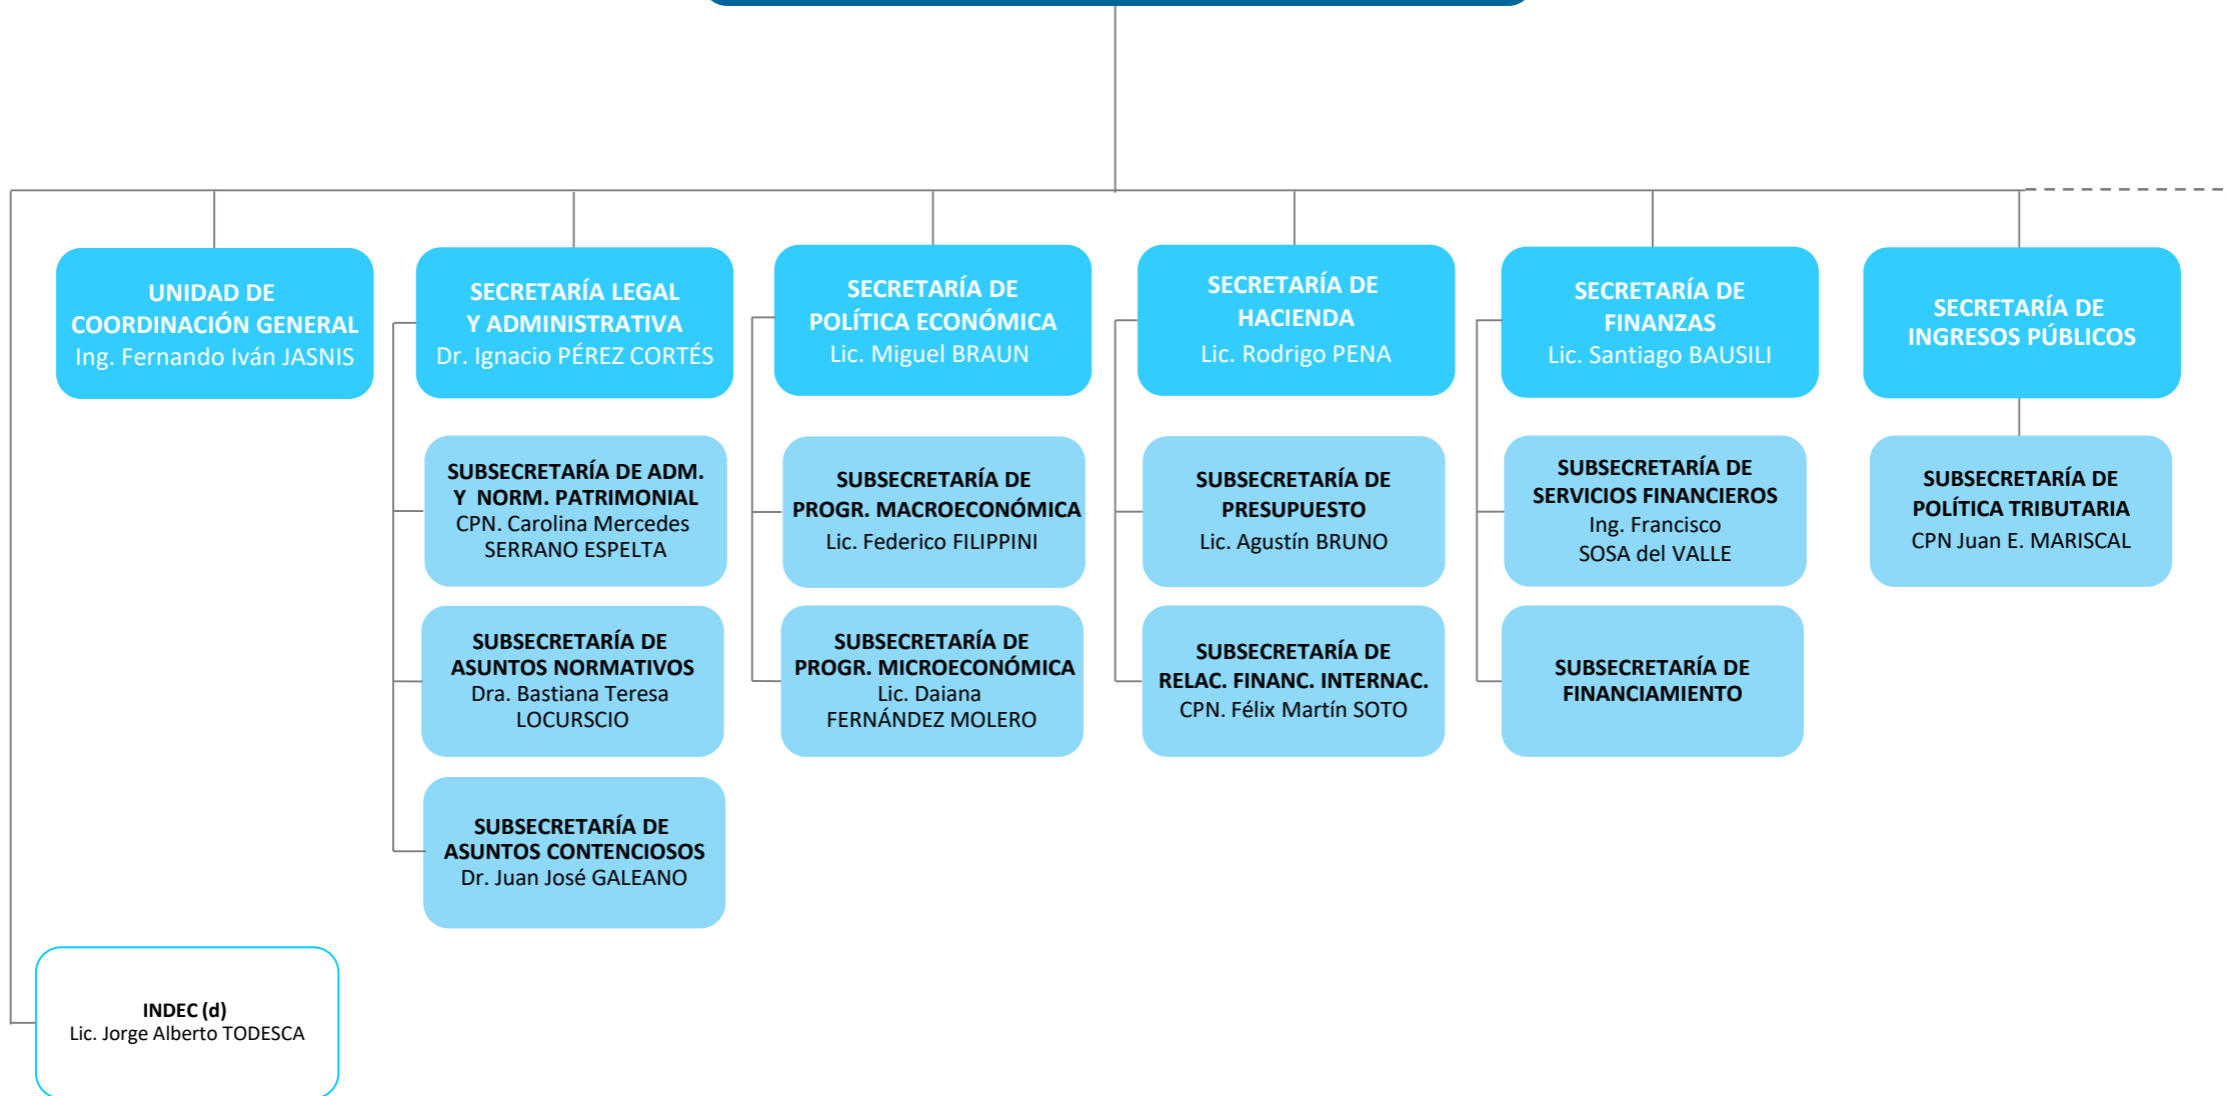 UNIDAD DE
COORDINACIÓN GENERAL
Ing. Fernando Iván JASNIS
SECRETARÍA LEGAL
Y ADMINISTRATIVA
Dr. Ignacio PÉREZ CORTÉS
SECRETARÍA DE
POLÍTICA ECONÓMICA
Lic. Miguel BRAUN
SECRETARÍA DE
HACIENDA
Lic. Rodrigo PENA
SECRETARÍA DE
FINANZAS
Lic. Santiago BAUSILI
SECRETARÍA DE
INGRESOS PÚBLICOS
SUBSECRETARÍA DE ADM.
Y NORM. PATRIMONIAL
CPN. Carolina Mercedes
SERRANO ESPELTA
SUBSECRETARÍA DE
PROGR. MACROECONÓMICA
Lic. Federico FILIPPINI
SUBSECRETARÍA DE
PRESUPUESTO
Lic. Agustín BRUNO
SUBSECRETARÍA DE
SERVICIOS FINANCIEROS
Ing. Francisco
SOSA del VALLE
SUBSECRETARÍA DE
POLÍTICA TRIBUTARIA
CPN Juan E. MARISCAL
SUBSECRETARÍA DE
ASUNTOS NORMATIVOS
Dra. Bastiana Teresa
LOCURSCIO
SUBSECRETARÍA DE
PROGR. MICROECONÓMICA
Lic. Daiana
FERNÁNDEZ MOLERO
SUBSECRETARÍA DE
RELAC. FINANC. INTERNAC.
CPN. Félix Martín SOTO
SUBSECRETARÍA DE
FINANCIAMIENTO
SUBSECRETARÍA DE
ASUNTOS CONTENCIOSOS
Dr. Juan José GALEANO
INDEC (d)
Lic. Jorge Alberto TODESCA